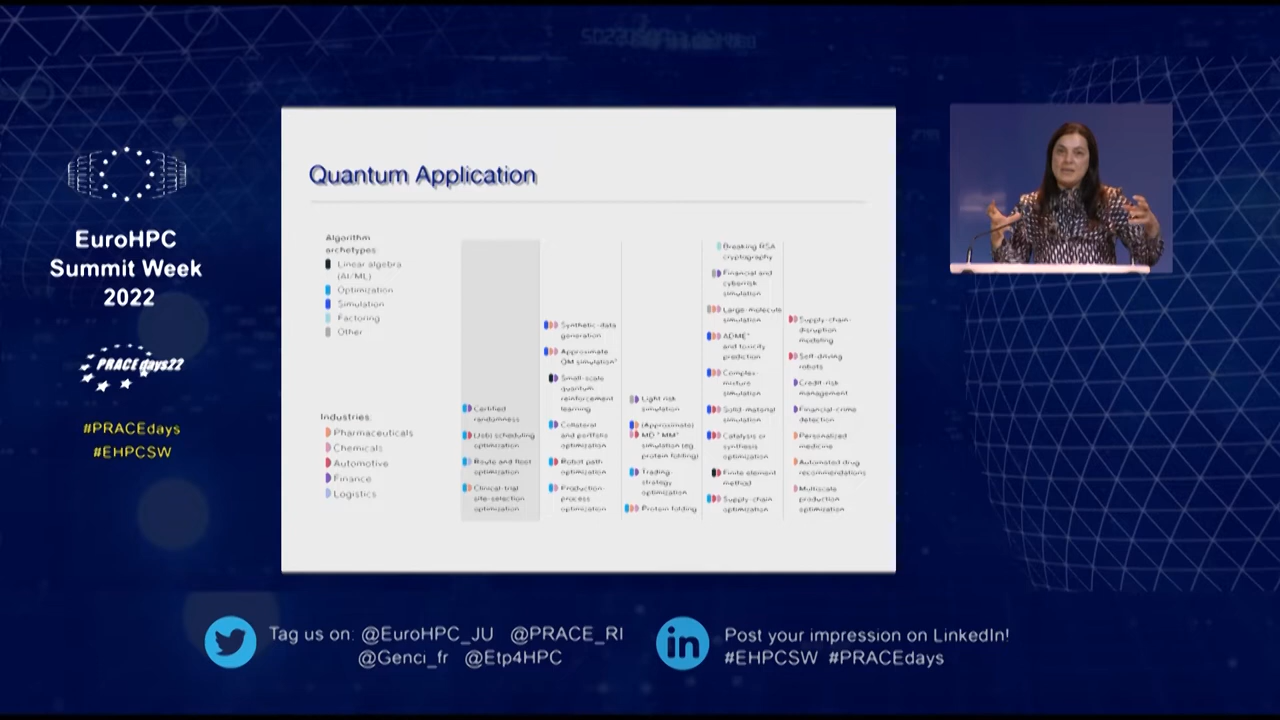 EuroHPC
Summit Week
2022
PRACEdays22
#PRACEdays
#EHPCSW
Quantum Application
Algorithm
archetypes:
Linear algebra
(AI/ML)
Optimization
Simulation
Factoring
Other
Industries:
Pharmaceuticals
Chemicals
Automotive
Finance
Logistics
Certified
randomness
scheduling
optimization
Route and fleet
optimization
Clinical-trial
site-selection
optimization
Synthetic-data
generation
Approximate
QM simulation
Small-scale
quantum
reinforcement
learning
Collateral
and portfolio
optimization
Robot path
optimization
Production-
process
optimization
Light risk
simulation
(Approximate)
simulation (eg
protein folding)
Trading-
strategy
optimization
Protein folding
Breaking RSA
cryptography
Financial and
cyberrisk
simulation
Large-molecule
simulation
ADME
and toxicity
prediction
Complex-
mixture
simulation
Solid-material
simulation
Catalysis or
synthesis
optimization
Finite element
method
Supply-chain
optimization
Supply-chain-
disruption
modeling
Self-driving
robots
Credit-risk
management
Financial-crime
detection
Personalized
medicine
Automated drug
recommendations
Multiscale
production
optimization
Tag us on: @EuroHPC_JU @PRACE_RI
@Genci_fr @Etp4HPC
Post your impression on LinkedIn!
#EHPCSW #PRACEdays